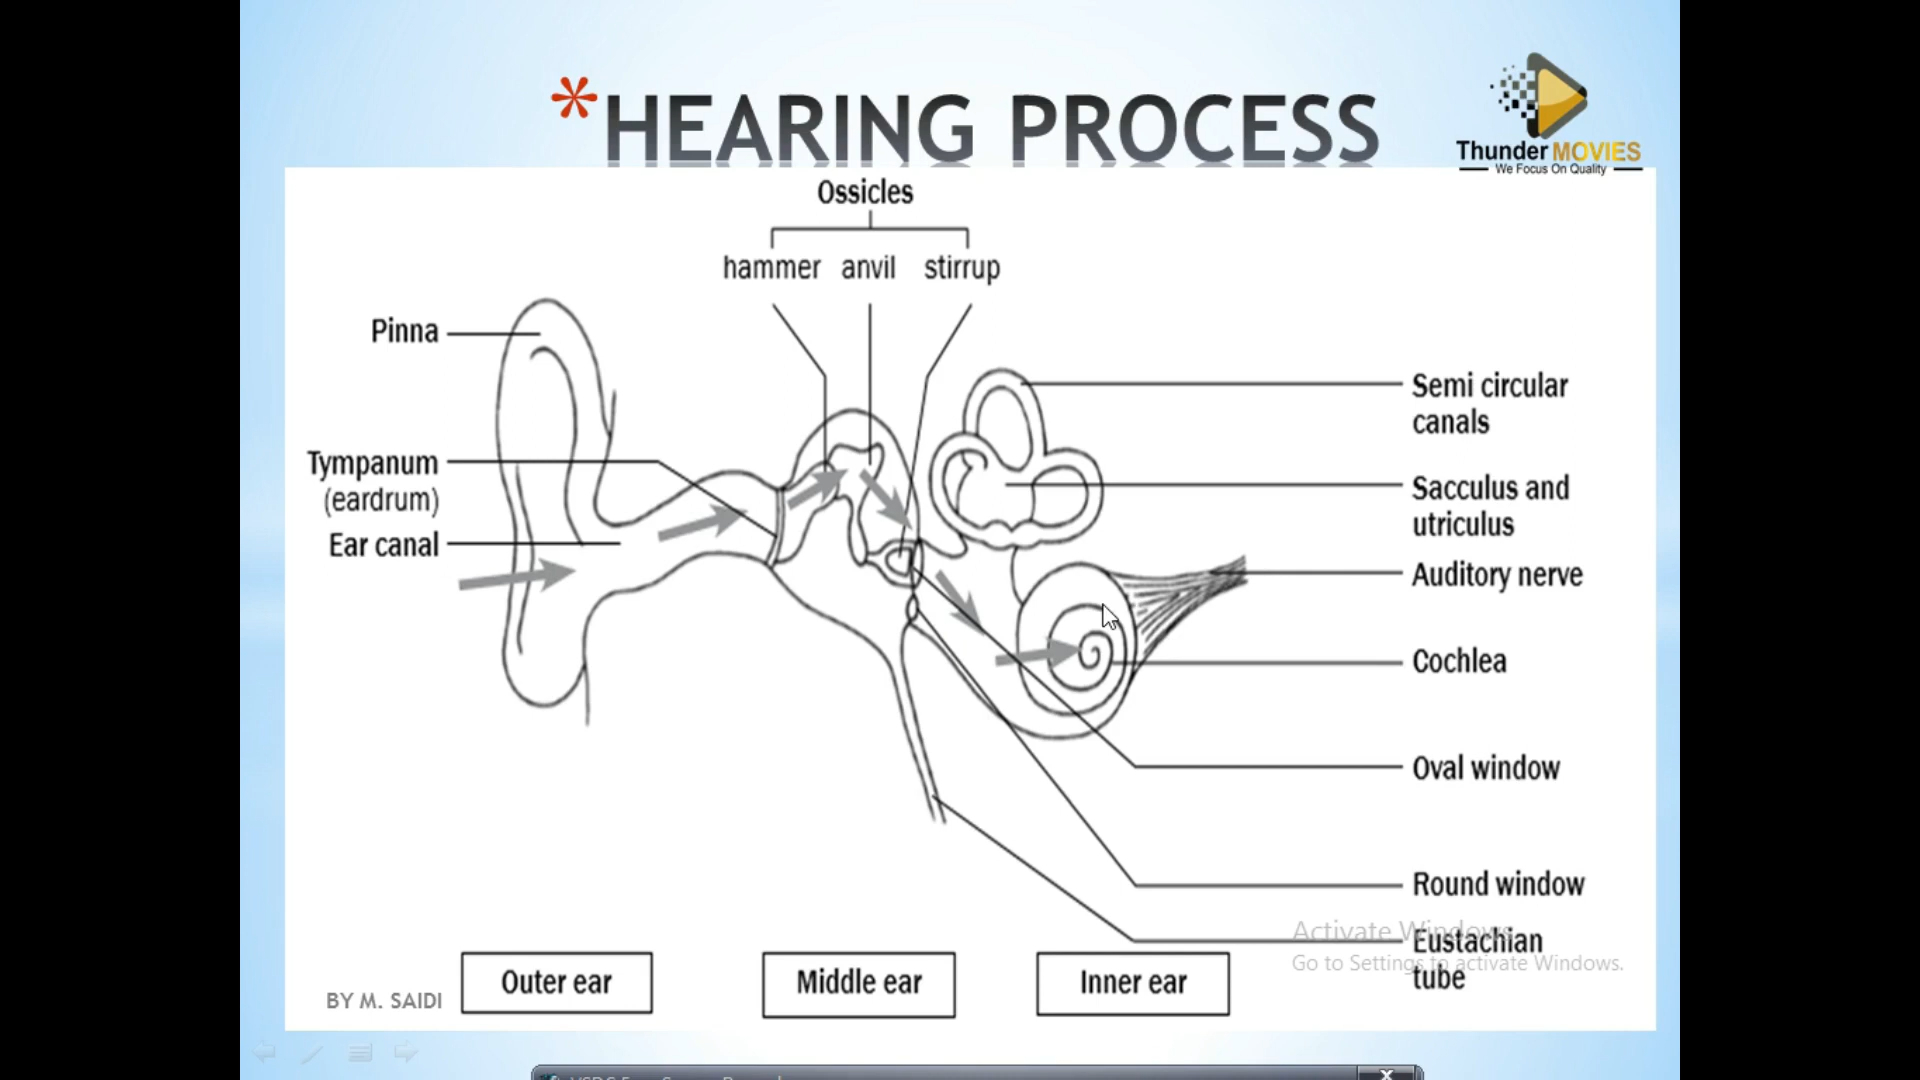 *HEARING PROCESS
Thunder MOVIES
We Focus On Quality
Ossicles
hammer anvil stirrup
Pinna
Tympanum
(eardrum)
Ear canal
Semi circular
canals
Sacculus and
utriculus
Auditory nerve
Cochlea
Oval window
Round window
Eustachian
tube
Activate Windows
Go to Settings to activate Windows.
Outer ear
Middle ear
Inner ear
BY M. SAIDI